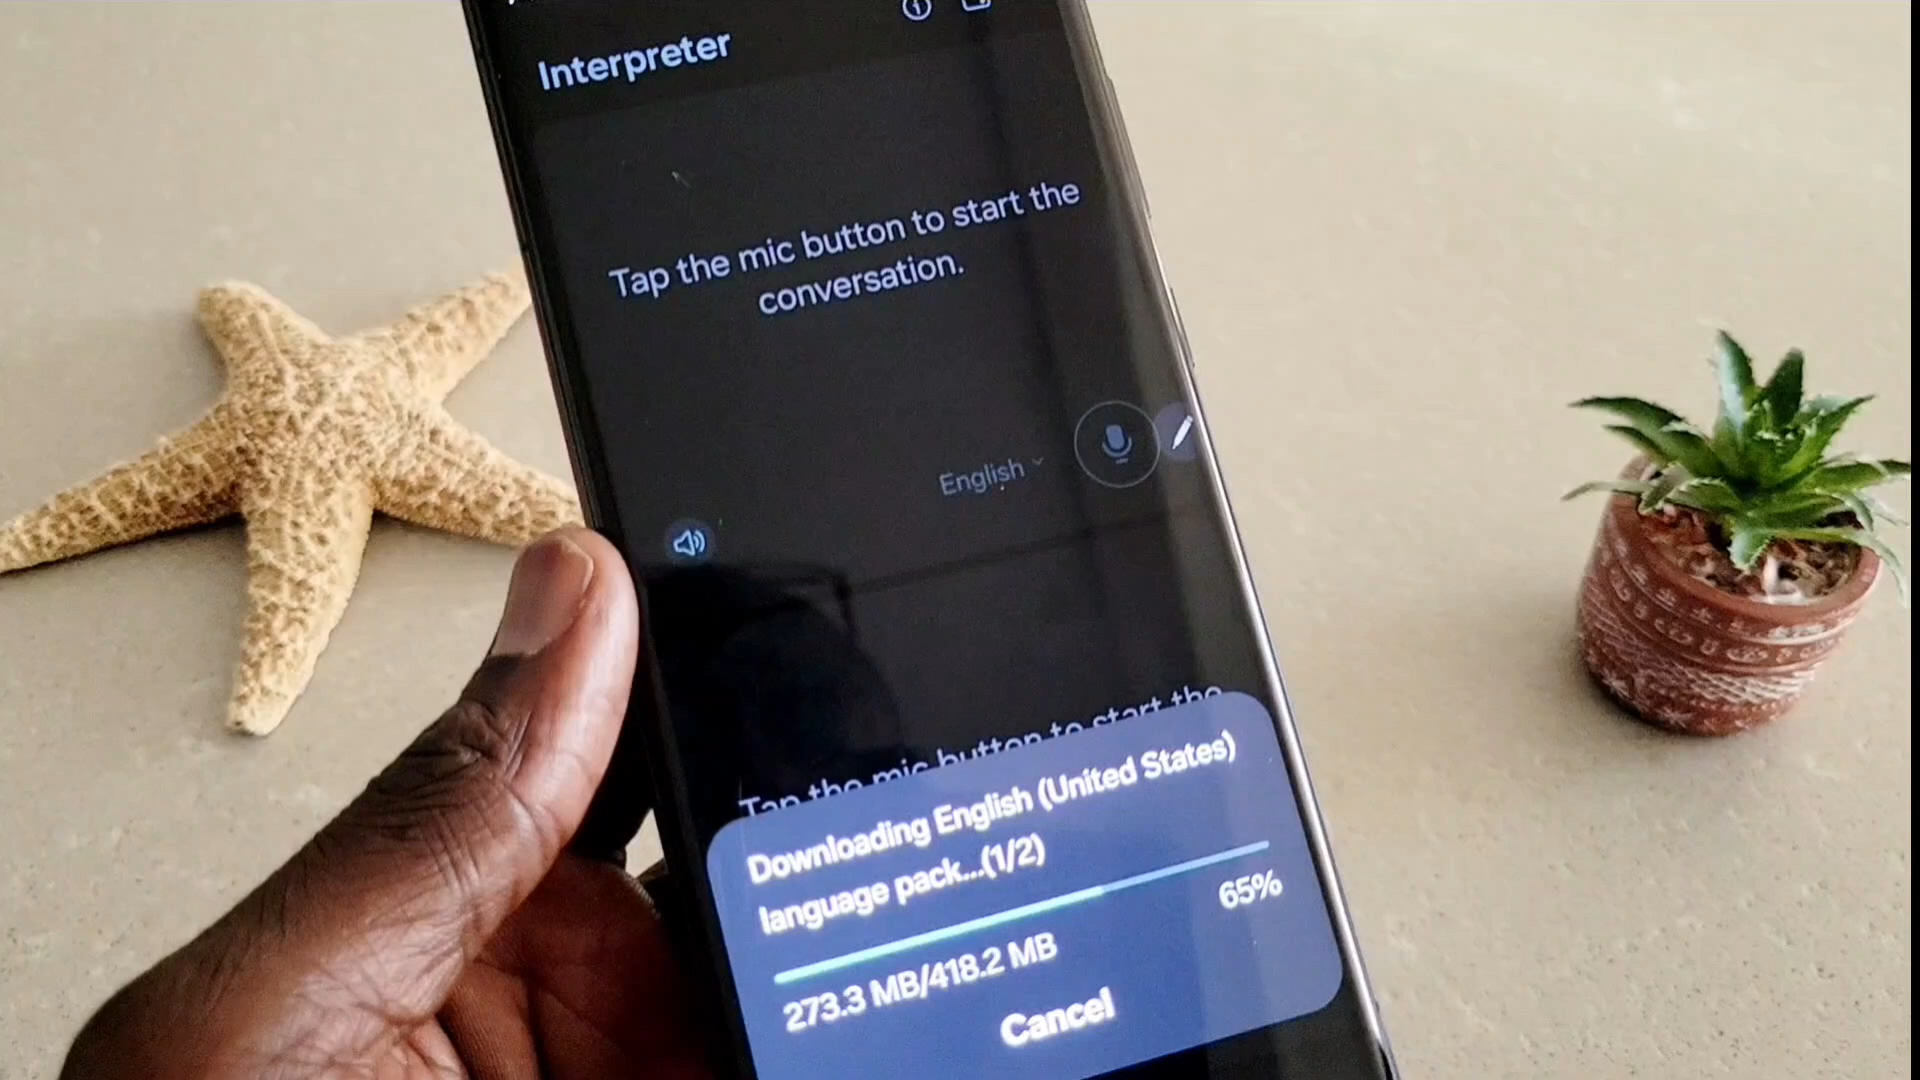 Interpreter
Tap the mic button to start the
conversation.
English
Tap the mic button to start the
Downloading English (United States)
language pack...(1/2)
65%
273.3 MB/418.2 MB
Cancel